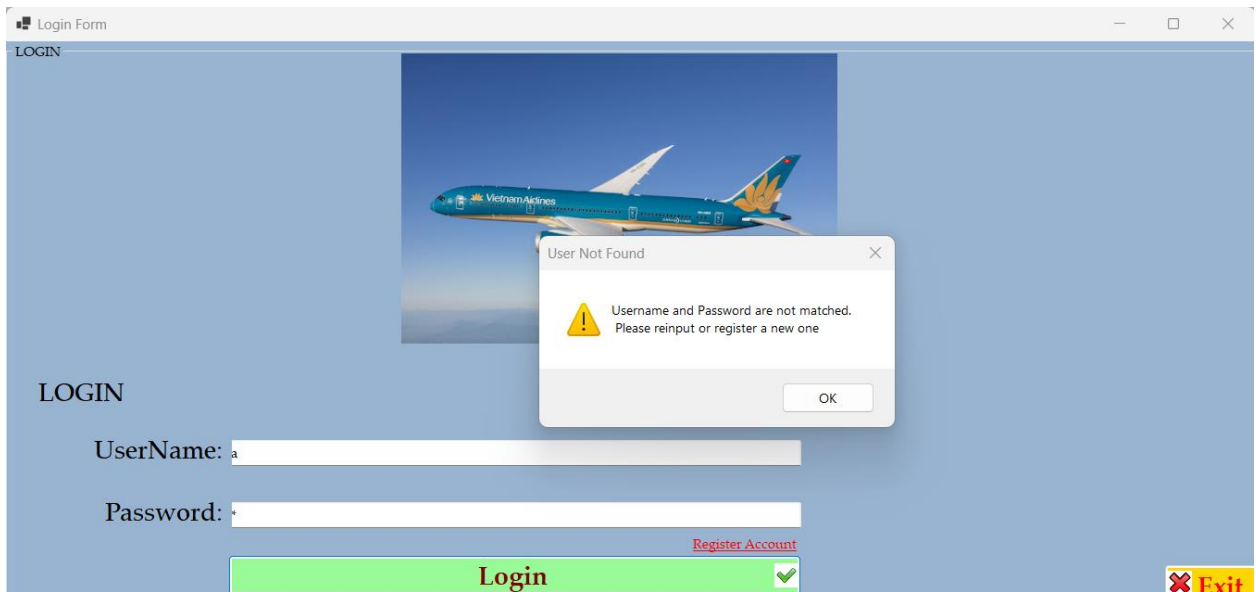 Login Form
LOGIN
Vietnam Airlines
User Not Found
Username and Password are not matched.
Please reinput or register a new one
OK
LOGIN
UserName: a
Password: *
Register Account
Login
Exit